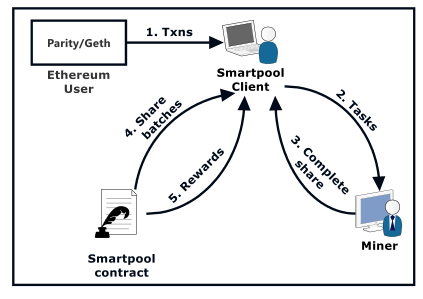 Parity/Geth
Ethereum
User
1. Txns
Smartpool
Client
2. Tasks
3. Complete
share
4. Share
batches
5. Rewards
Smartpool
contract
Miner